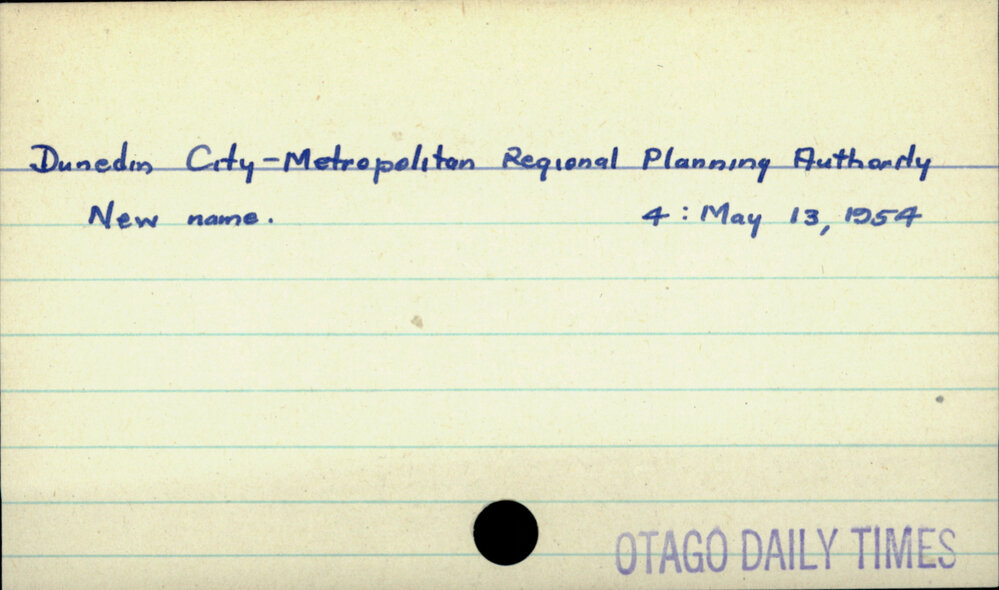 Dunedin City-Metropolitan Regional Planning Authority
New name. 4: May 13, 1954
OTAGO DAILY TIMES